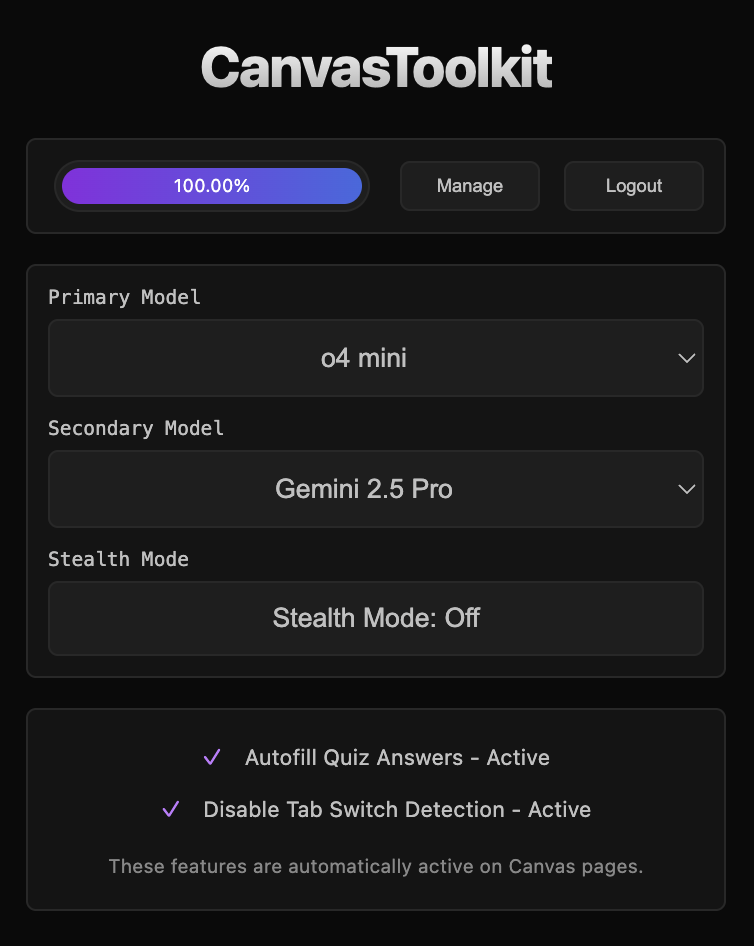 CanvasToolkit
100.00%
Manage
Logout
Primary Model
o4 mini
Secondary Model
Gemini 2.5 Pro
Stealth Mode
Stealth Mode: Off
Autofill Quiz Answers - Active
Disable Tab Switch Detection - Active
These features are automatically active on Canvas pages.